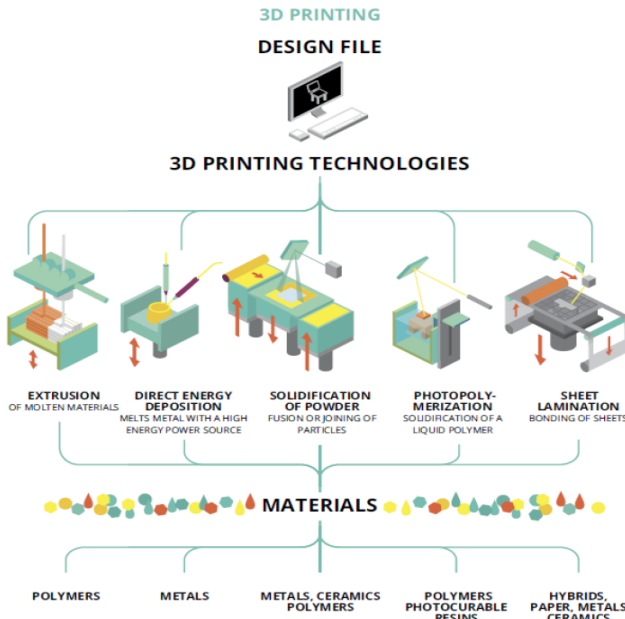 3D PRINTING
DESIGN FILE
3D PRINTING TECHNOLOGIES
EXTRUSION
OF MOLTEN MATERIALS
DIRECT ENERGY
DEPOSITION
MELTS METAL WITH A HIGH
ENERGY POWER SOURCE
SOLIDIFICATION
OF POWDER
FUSION OR JOINING OF
PARTICLES
PHOTOPOLY-
MERIZATION
SOLIDIFICATION OF A
LIQUID POLYMER
SHEET
LAMINATION
BONDING OF SHEETS
MATERIALS
POLYMERS
METALS
METALS, CERAMICS
POLYMERS
POLYMERS
PHOTOCURABLE
RESINS
HYBRIDS,
PAPER, METALS
CERAMICS